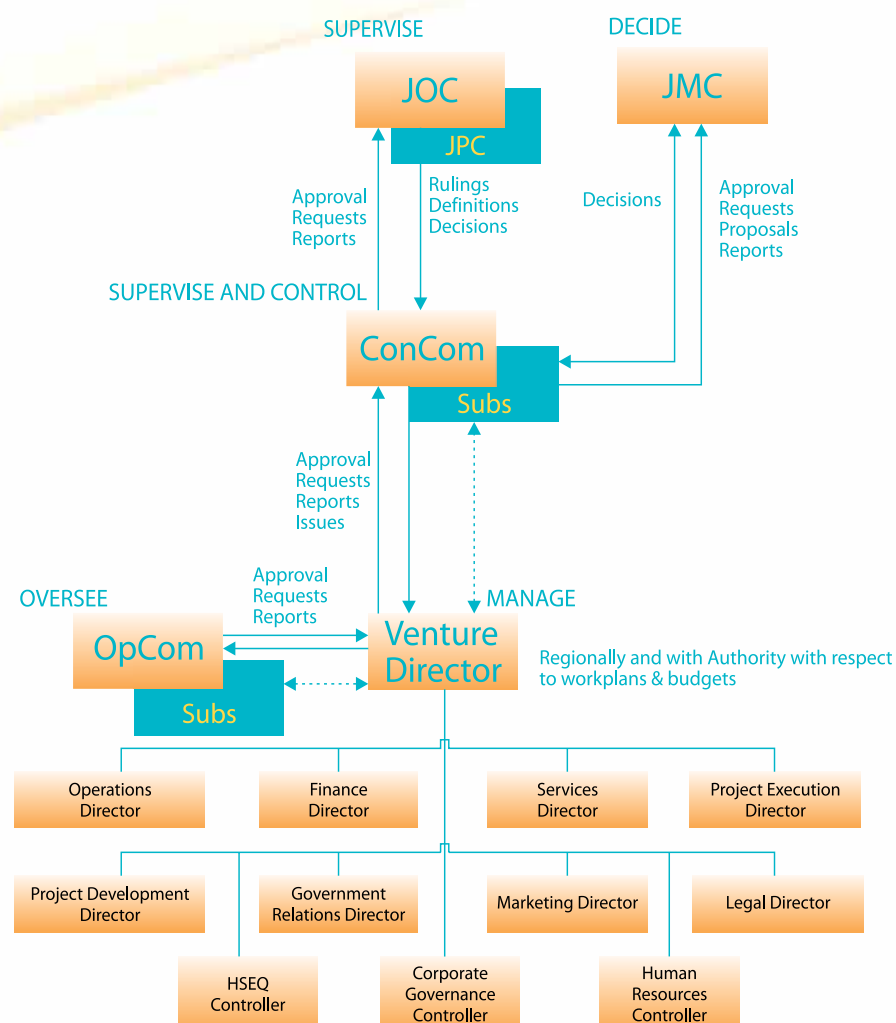 SUPERVISE
DECIDE
JOC
JPC
JMC
Approval
Requests
Reports
Rulings
Definitions
Decisions
Decisions
Approval
Requests
Proposals
Reports
SUPERVISE AND CONTROL
ConCom
Subs
Approval
Requests
Reports
Issues
OVERSEE
Approval
Requests
Reports
MANAGE
OpCom
Subs
Venture
Director
Regionally and with Authority with respect
to workplans & budgets
Operations
Director
Finance
Director
Services
Director
Project Execution
Director
Project Development
Director
Government
Relations Director
Marketing Director
Legal Director
HSEQ
Controller
Corporate
Governance
Controller
Human
Resources
Controller